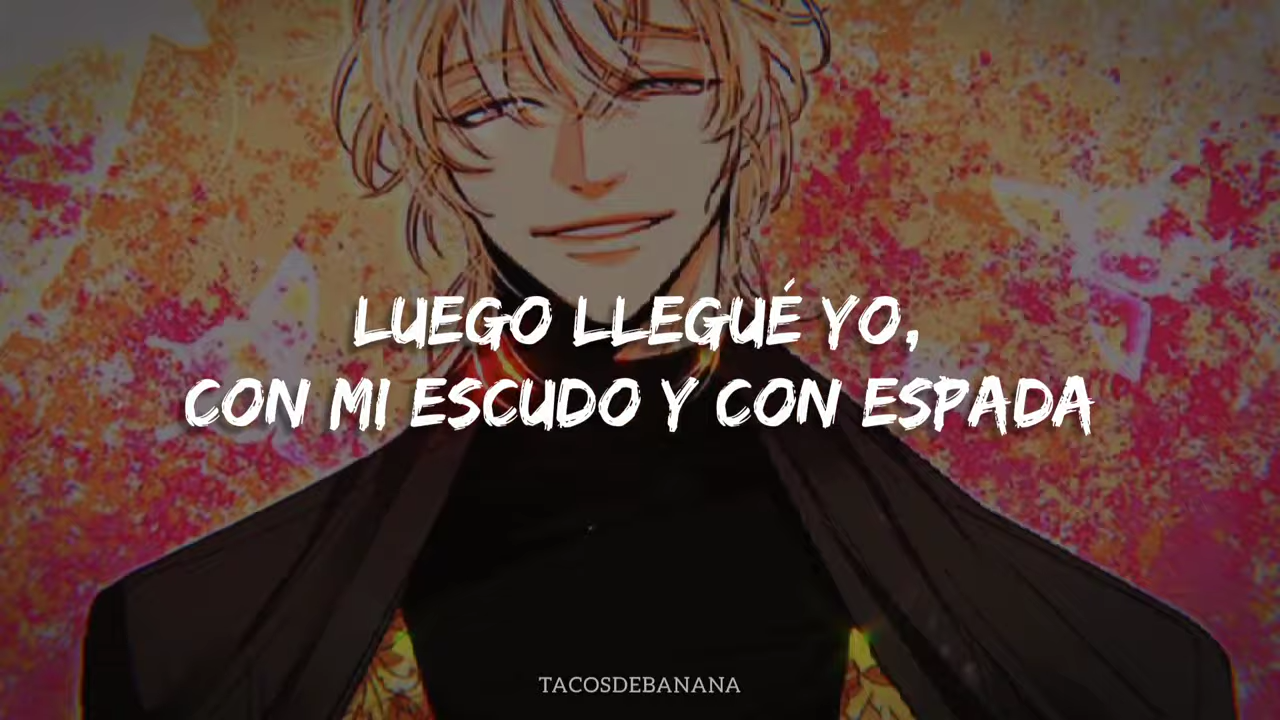 LUEGO LLEGUÉ YO,
CON MI ESCUDO Y CON ESPADA
TACOSDEBANANA